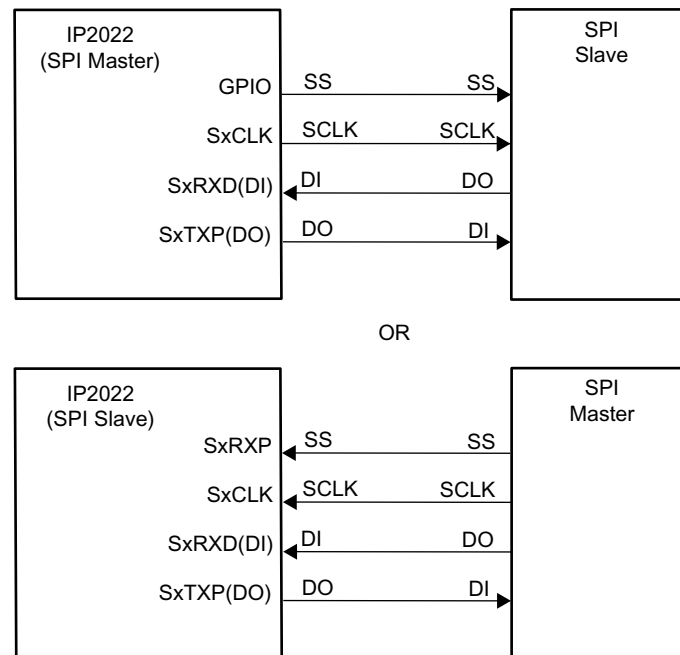 IP2022
(SPI Master)
SPI
Slave
GPIO SS SS
SxCLK SCLK SCLK
SxRXD(DI) DI DO
SxTXP(DO) DO DI
OR
IP2022
(SPI Slave)
SPI
Master
SxRXP SS SS
SxCLK SCLK SCLK
SxRXD(DI) DI DO
SxTXP(DO) DO DI